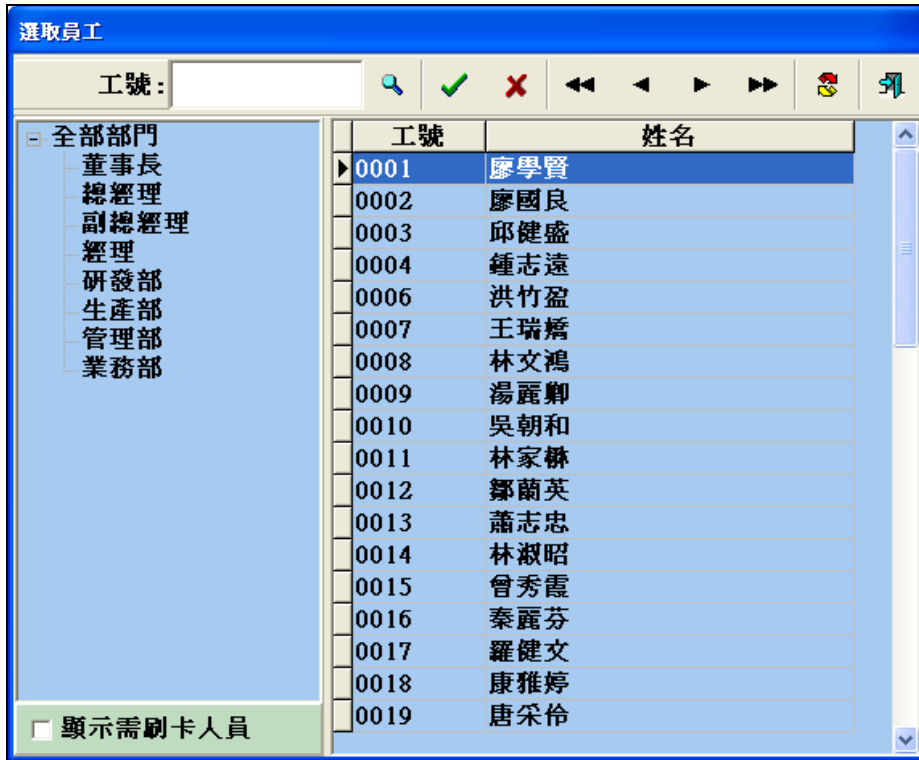 選取員工
工號:
全部部門
董事長
總經理
副總經理
經理
研發部
生產部
管理部
業務部
顯示需刷卡人員
工號 姓名
0001 廖學賢
0002 廖國良
0003 邱健盛
0004 鍾志遠
0006 洪竹盈
0007 王瑞嬌
0008 林文鴻
0009 湯麗卿
0010 吳朝和
0011 林家
0012 鄒蘭英
0013 蕭志忠
0014 林淑昭
0015 曾秀霞
0016 秦麗芬
0017 羅健文
0018 康雅婷
0019 唐采伶